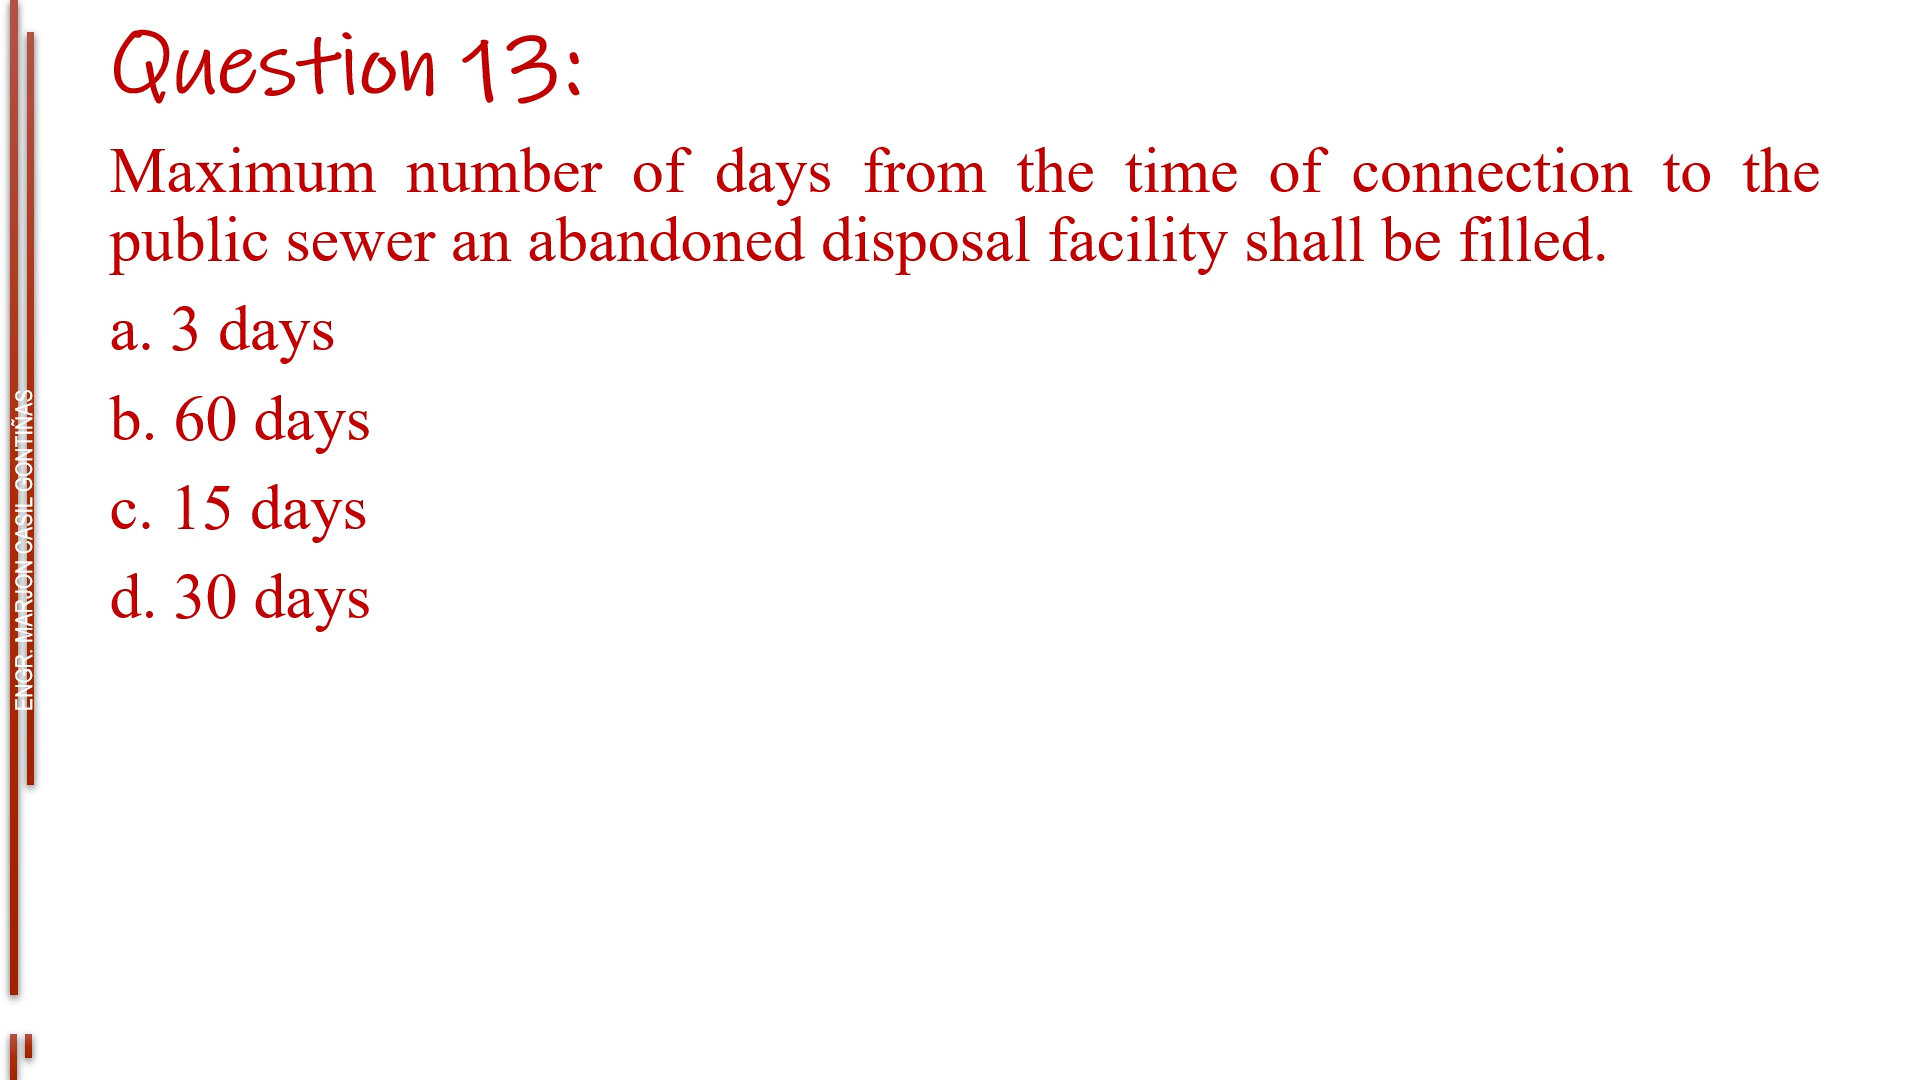 Question 13:
Maximum number of days from the time of connection to the
public sewer an abandoned disposal facility shall be filled.
a. 3 days
b. 60 days
c. 15 days
d. 30 days
ENGR. MARJON CASIL GONTIÑAS